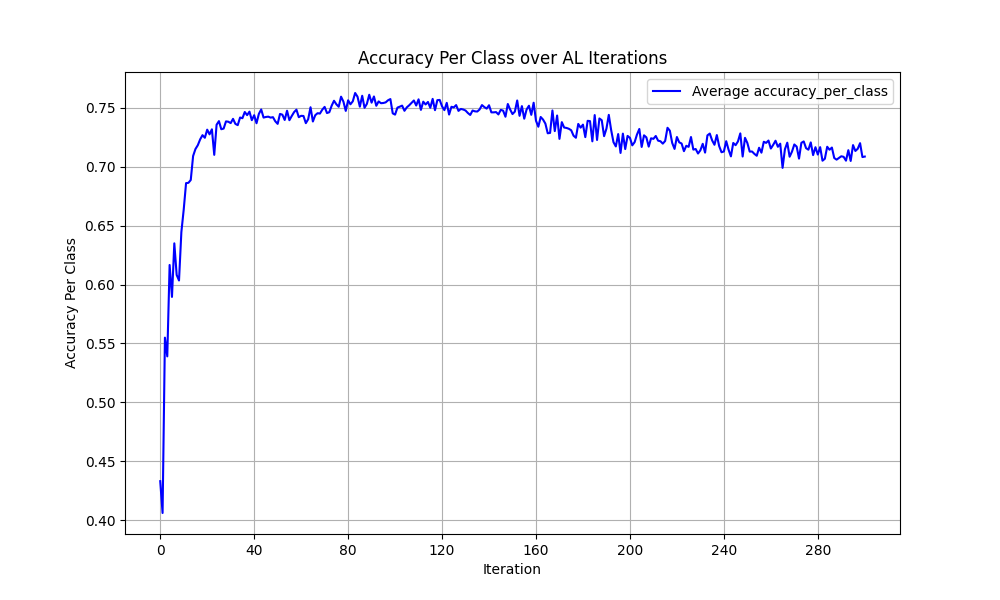 Accuracy Per Class over AL Iterations
Average accuracy_per_class
Accuracy Per Class
0.75
0.70
0.65
0.60
0.55
0.50
0.45
0.40
0 40 80 120 160 200 240 280
Iteration